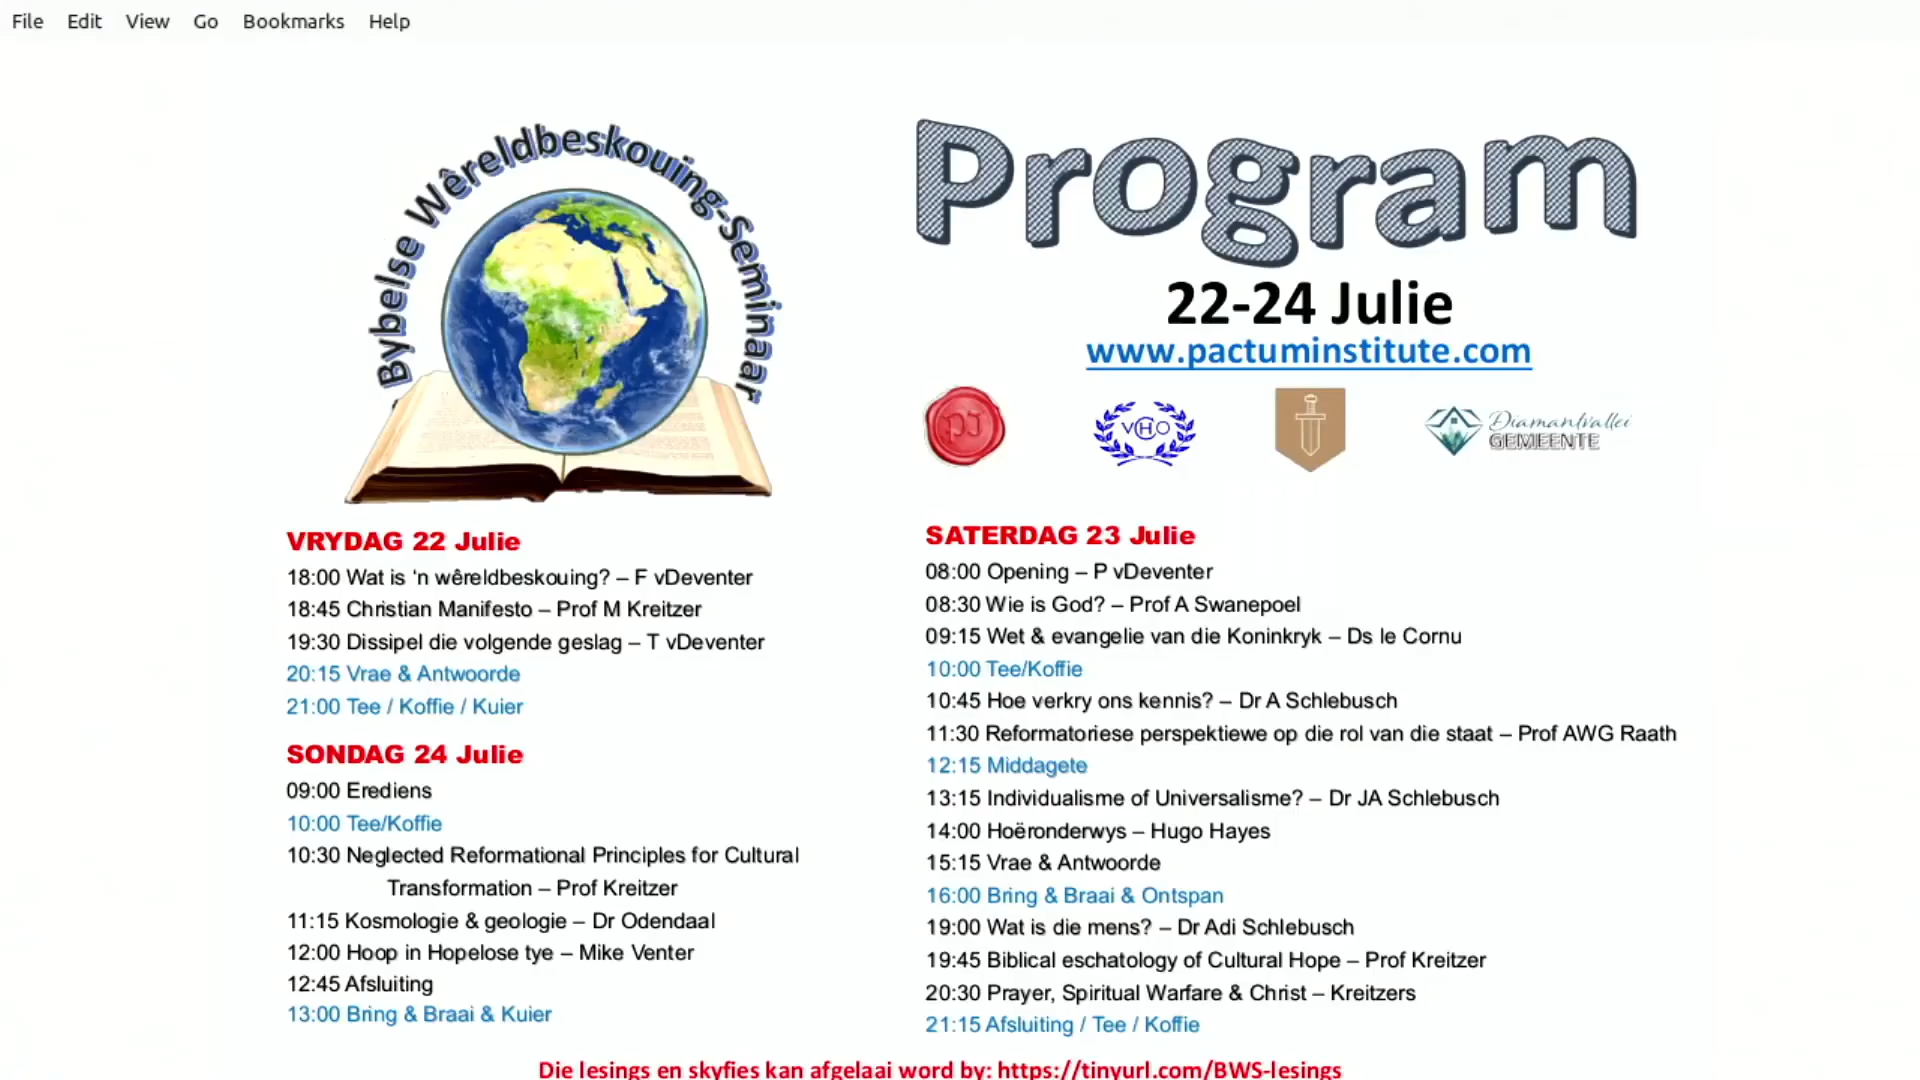 File Edit View Go Bookmarks Help
Bybelse Wêreldbeskouing-Seminaar
Program
22-24 Julie
www.pactuminstitute.com
pi
VCHO
Diamantvallei
GEMEENTE
VRYDAG 22 Julie
18:00 Wat is ‘n wêreldbeskouing? – F vDeventer
18:45 Christian Manifesto – Prof M Kreitzer
19:30 Dissipel die volgende geslag – T vDeventer
20:15 Vrae & Antwoorde
21:00 Tee / Koffie / Kuier
SONDAG 24 Julie
09:00 Erediens
10:00 Tee/Koffie
10:30 Neglected Reformational Principles for Cultural
Transformation – Prof Kreitzer
11:15 Kosmologie & geologie – Dr Odendaal
12:00 Hoop in Hopelose tye – Mike Venter
12:45 Afsluiting
13:00 Bring & Braai & Kuier
SATERDAG 23 Julie
08:00 Opening – P vDeventer
08:30 Wie is God? – Prof A Swanepoel
09:15 Wet & evangelie van die Koninkryk – Ds le Cornu
10:00 Tee/Koffie
10:45 Hoe verkry ons kennis? – Dr A Schlebusch
11:30 Reformatoriese perspektiewe op die rol van die staat – Prof AWG Raath
12:15 Middagete
13:15 Individualisme of Universalisme? – Dr JA Schlebusch
14:00 Hoëronderwys – Hugo Hayes
15:15 Vrae & Antwoorde
16:00 Bring & Braai & Ontspan
19:00 Wat is die mens? – Dr Adi Schlebusch
19:45 Biblical eschatology of Cultural Hope – Prof Kreitzer
20:30 Prayer, Spiritual Warfare & Christ – Kreitzers
21:15 Afsluiting / Tee / Koffie
Die lesings en skyfies kan afgelaai word by: https://tinyurl.com/BWS-lesings